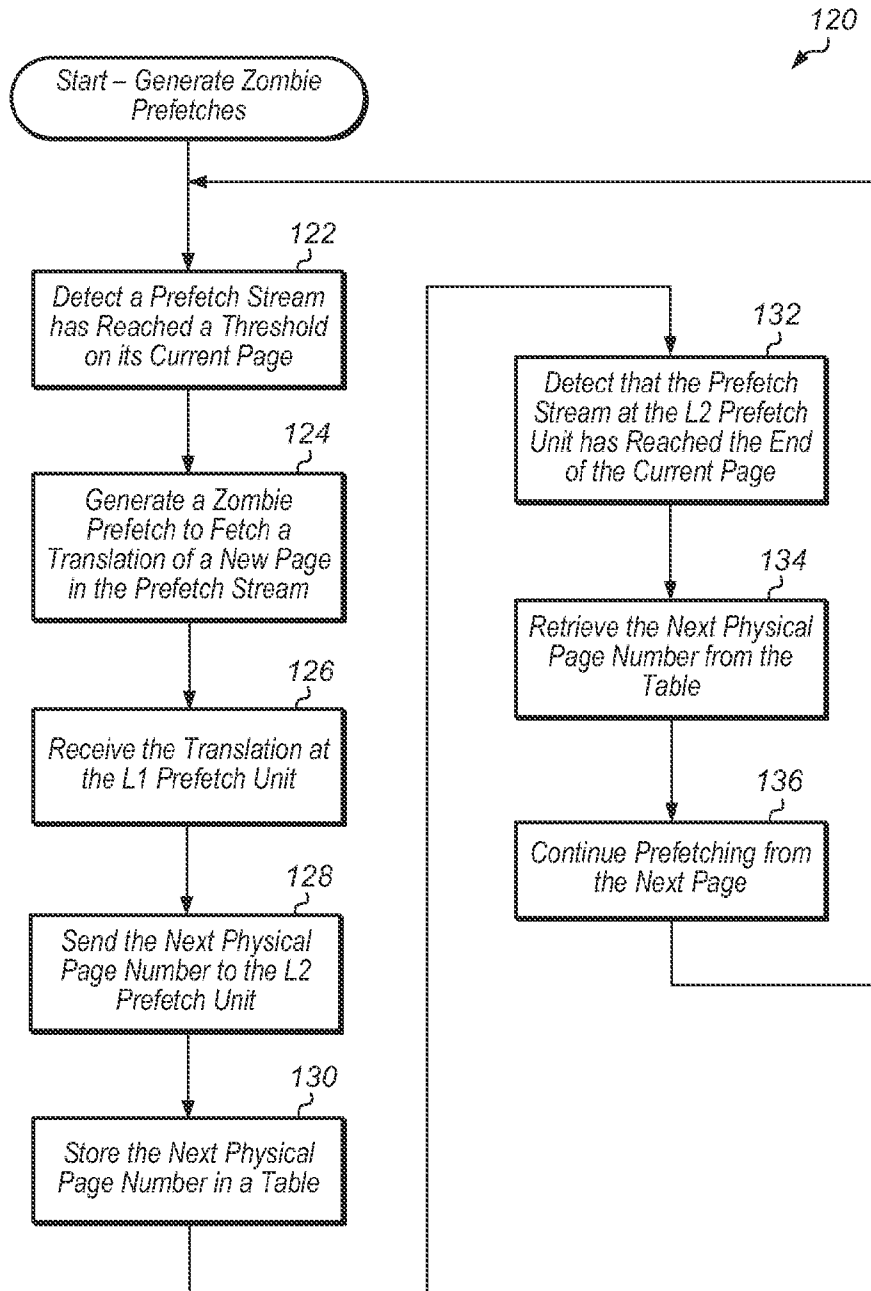 120
Start – Generate Zombie
Prefetches
122
Detect a Prefetch Stream
has Reached a Threshold
on its Current Page
124
Generate a Zombie
Prefetch to Fetch a
Translation of a New Page
in the Prefetch Stream
126
Receive the Translation at
the L1 Prefetch Unit
128
Send the Next Physical
Page Number to the L2
Prefetch Unit
130
Store the Next Physical
Page Number in a Table
132
Detect that the Prefetch
Stream at the L2 Prefetch
Unit has Reached the End
of the Current Page
134
Retrieve the Next Physical
Page Number from the
Table
136
Continue Prefetching from
the Next Page